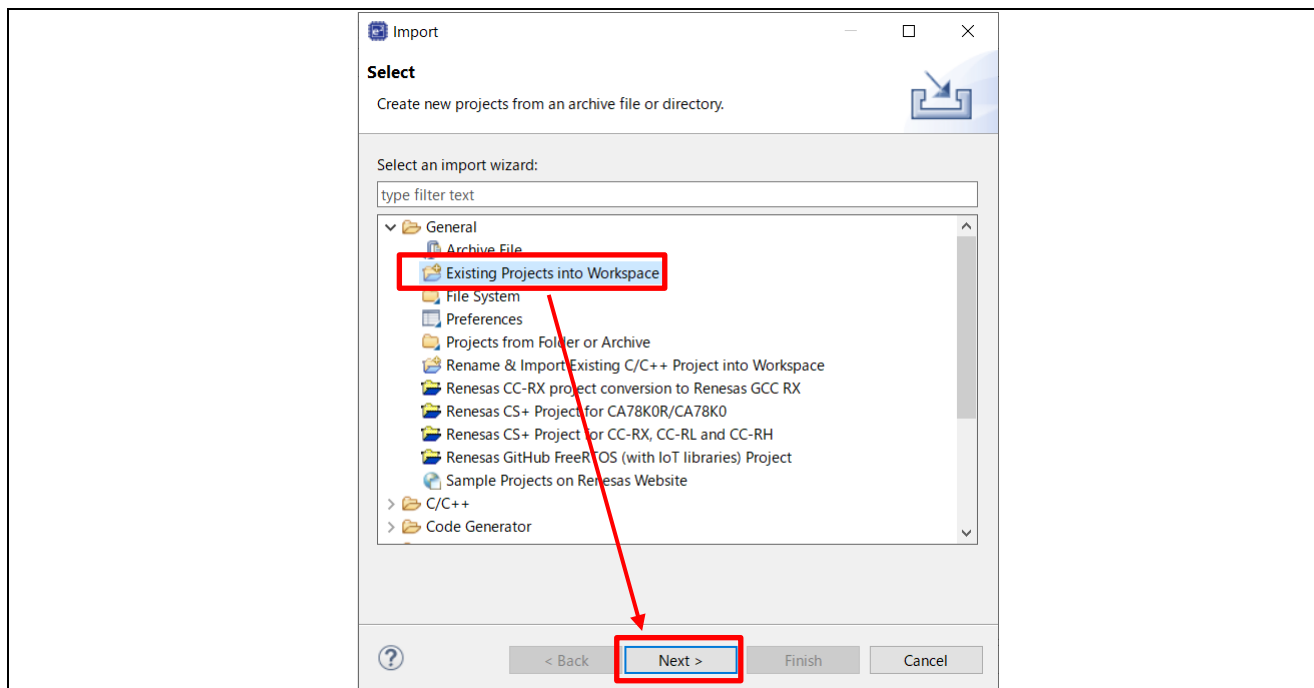 Import
Select
Create new projects from an archive file or directory.
Select an import wizard:
type filter text
General
Archive File
Existing Projects into Workspace
File System
Preferences
Projects from Folder or Archive
Rename & Import Existing C/C++ Project into Workspace
Renesas CC-RX project conversion to Renesas GCC RX
Renesas CS+ Project for CA78K0R/CA78K0
Renesas CS+ Project for CC-RX, CC-RL and CC-RH
Renesas GitHub FreeRTOS (with IoT libraries) Project
Sample Projects on Renesas Website
C/C++
Code Generator
? < Back Next > Finish Cancel